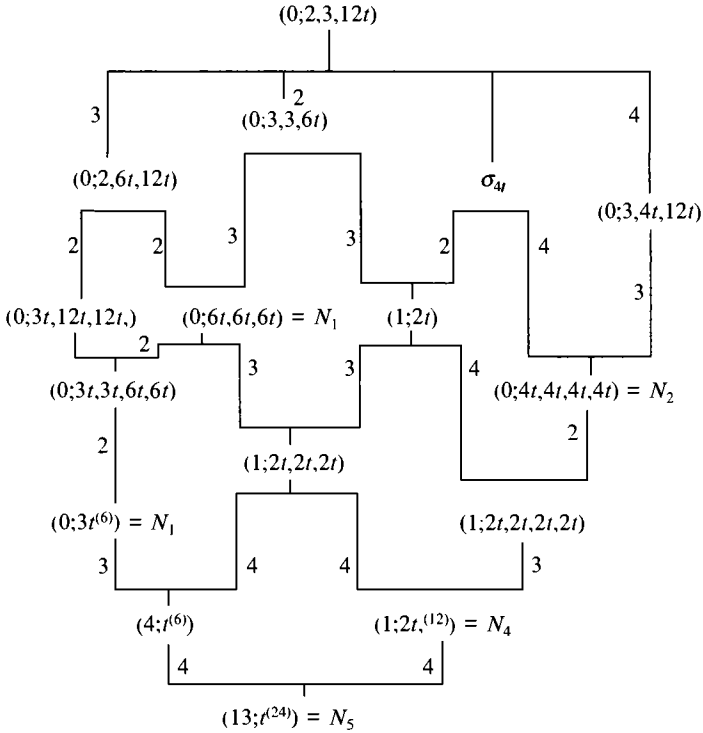 (0;2,3,12t)
3 2 4
(0;3,3,6t)
(0;2,6t,12t) σ4t (0;3,4t,12t)
2 2 3 3 2 4 3
(0;3t,12t,12t,) (0;6t,6t,6t) = N1 (1;2t)
2 3 3 4
(0;3t,3t,6t,6t) (0;4t,4t,4t,4t) = N2
2 2
(1;2t,2t,2t)
(0;3t(6)) = N1 (1;2t,2t,2t,2t)
3 4 4 3
(4;t(6)) (1;2t,(12)) = N4
4 4
(13;t(24)) = N5